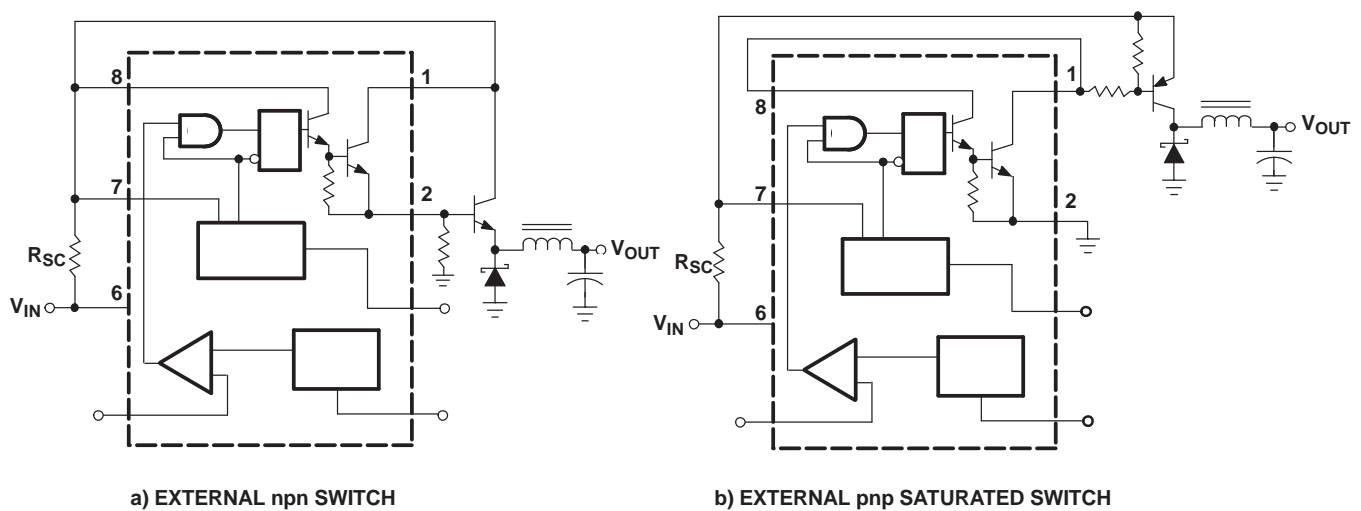 8
1
7
2
RSC
VIN
6
VOUT
a) EXTERNAL npn SWITCH
1
8
VOUT
7
2
RSC
VIN
6
b) EXTERNAL pnp SATURATED SWITCH